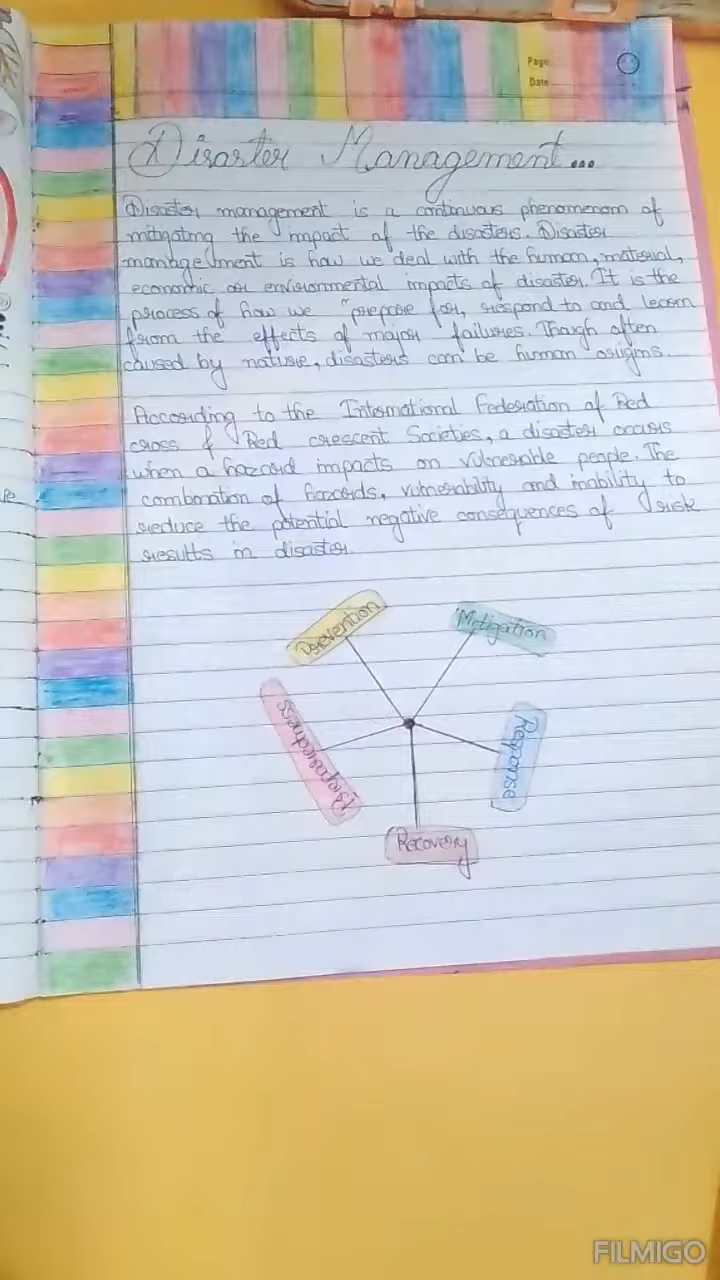 Page
Date
Disaster Management...
Disaster management is a continuous phenomenom of
mitigating the impact of the disasters. Disaster
management is how we deal with the human, material,
economic or environmental impacts of disaster. It is the
process of how we "prepare for, respond to and learn
from the effects of major failures. Though often
caused by nature, disasters can be human origins.
According to the International Federation of Red
cross & Red crescent Societies, a disaster occurs
when a hazard impacts on vulnerable people. The
combination of hazards, vulnerability and inability to
reduce the potential negative consequences of risk
results in disaster.
Prevention
Mitigation
Preparedness
Response
Recovery
FILMIGO